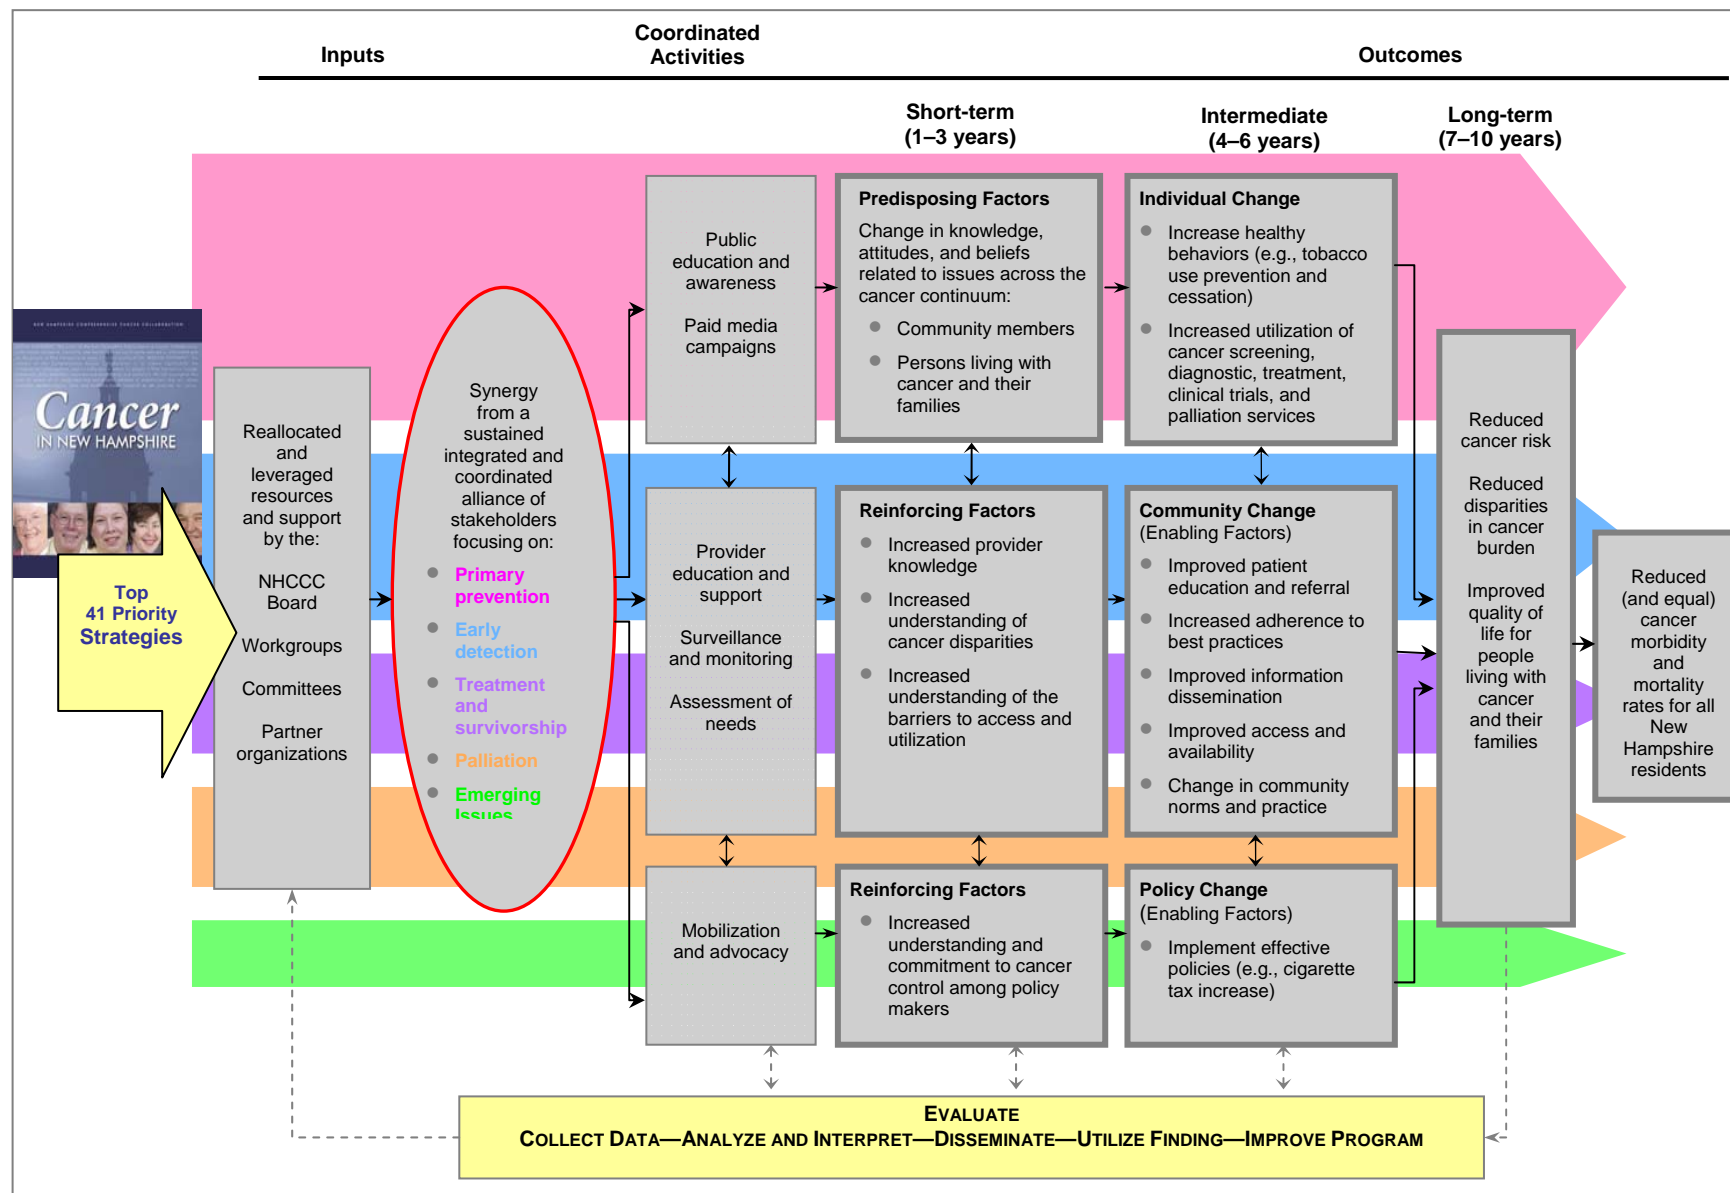 Inputs
Coordinated
Activities
Outcomes
Short-term
(1–3 years)
Intermediate
(4–6 years)
Long-term
(7–10 years)
NEW HAMPSHIRE COMPREHENSIVE CANCER COLLABORATION
Cancer
IN NEW HAMPSHIRE
Top
41 Priority
Strategies
Reallocated
and
leveraged
resources
and support
by the:
NHCCC
Board
Workgroups
Committees
Partner
organizations
Synergy
from a
sustained
integrated and
coordinated
alliance of
stakeholders
focusing on:
Primary
prevention
Early
detection
Treatment
and
survivorship
Palliation
Emerging
Issues
Public
education and
awareness
Paid media
campaigns
Provider
education and
support
Surveillance
and monitoring
Assessment of
needs
Mobilization
and advocacy
Predisposing Factors
Change in knowledge,
attitudes, and beliefs
related to issues across the
cancer continuum:
Community members
Persons living with
cancer and their
families
Reinforcing Factors
Increased provider
knowledge
Increased
understanding of
cancer disparities
Increased
understanding of the
barriers to access and
utilization
Reinforcing Factors
Increased
understanding and
commitment to cancer
control among policy
makers
Individual Change
Increase healthy
behaviors (e.g., tobacco
use prevention and
cessation)
Increased utilization of
cancer screening,
diagnostic, treatment,
clinical trials, and
palliation services
Community Change
(Enabling Factors)
Improved patient
education and referral
Increased adherence to
best practices
Improved information
dissemination
Improved access and
availability
Change in community
norms and practice
Policy Change
(Enabling Factors)
Implement effective
policies (e.g., cigarette
tax increase)
Reduced
cancer risk
Reduced
disparities
in cancer
burden
Improved
quality of
life for
people
living with
cancer
and their
families
Reduced
(and equal)
cancer
morbidity
and
mortality
rates for all
New
Hampshire
residents
EVALUATE
COLLECT DATA—ANALYZE AND INTERPRET—DISSEMINATE—UTILIZE FINDING—IMPROVE PROGRAM